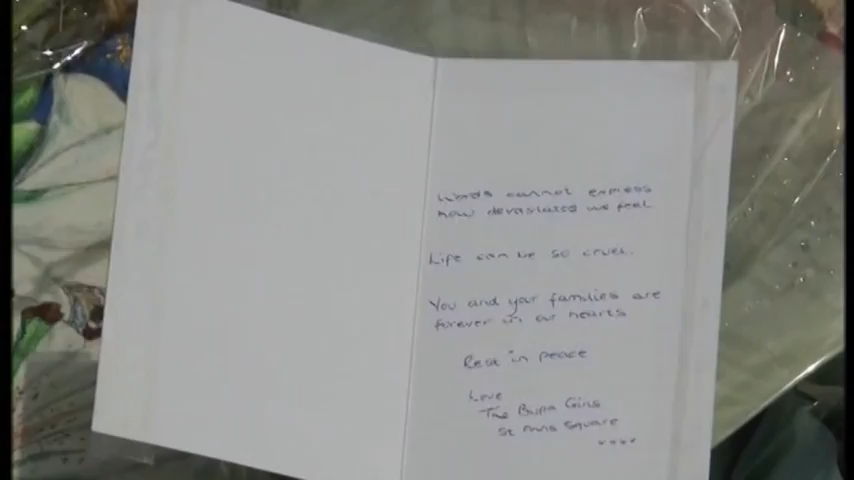 Words cannot express
how devastated we feel
Life can be so cruel.
You and your families are
forever in our hearts
Rest in peace
Love
The Bupa Girls
St Anns Square
xxxx